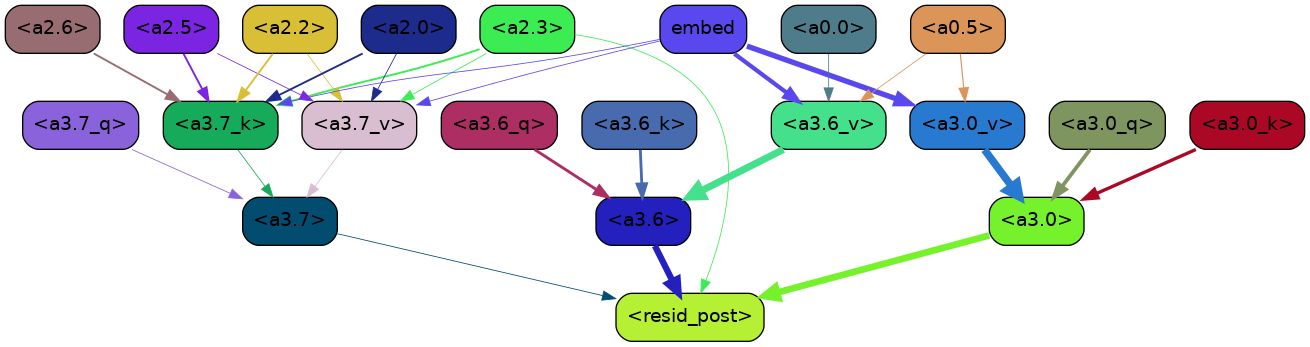 <a2.6> <a2.5> <a2.2> <a2.0> <a2.3> embed <a0.0> <a0.5>
<a3.7_q> <a3.7_k> <a3.7_v> <a3.6_q> <a3.6_k> <a3.6_v> <a3.0_v> <a3.0_q> <a3.0_k>
<a3.7> <a3.6> <a3.0>
<resid_post>